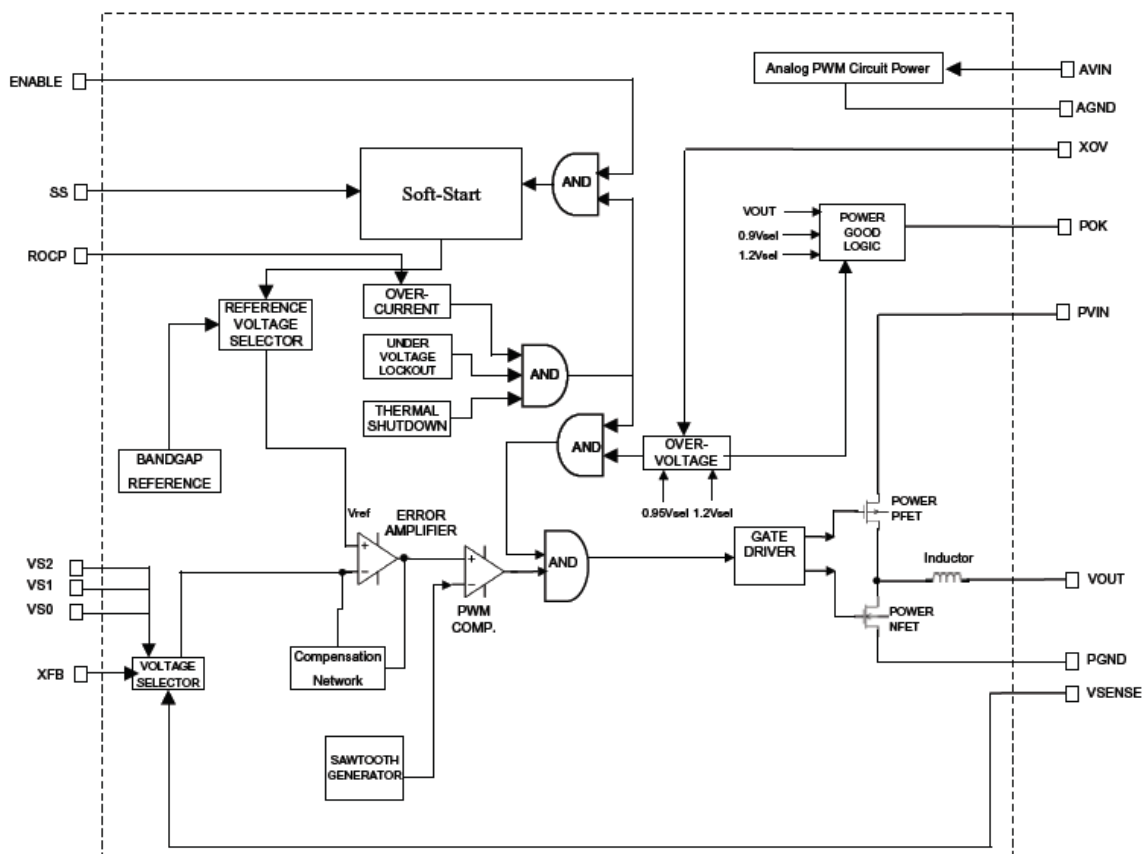 ENABLE
Analog PWM Circuit Power
AVIN
AGND
XOV
AND
Soft-Start
SS
VOUT
0.9Vsel
1.2Vsel
POWER
GOOD
LOGIC
POK
ROCP
OVER-
CURRENT
REFERENCE
VOLTAGE
SELECTOR
PVIN
UNDER
VOLTAGE
LOCKOUT
AND
THERMAL
SHUTDOWN
AND
OVER-
VOLTAGE
BANDGAP
REFERENCE
0.95Vsel
1.2Vsel
POWER
PFET
Vref
ERROR
AMPLIFIER
+
−
+
−
PWM
COMP.
AND
GATE
DRIVER
Inductor
VOUT
POWER
NFET
VS2
VS1
VS0
XFB
VOLTAGE
SELECTOR
Compensation
Network
PGND
VSENSE
SAWTOOTH
GENERATOR